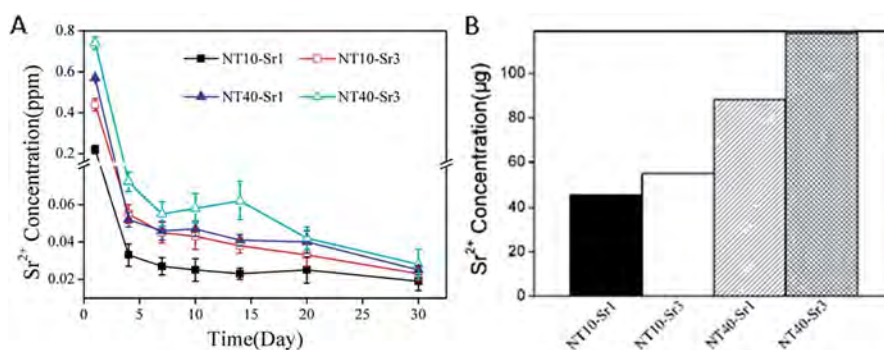 A
B
NT10-Sr1
NT10-Sr3
NT40-Sr1
NT40-Sr3
Sr²⁺ Concentration(ppm)
0.8
0.6
0.4
0.2
0.06
0.04
0.02
0
5
10
15
20
25
30
Time(Day)
Sr²⁺ Concentration(μg)
100
80
60
40
20
0
NT10-Sr1
NT10-Sr3
NT40-Sr1
NT40-Sr3